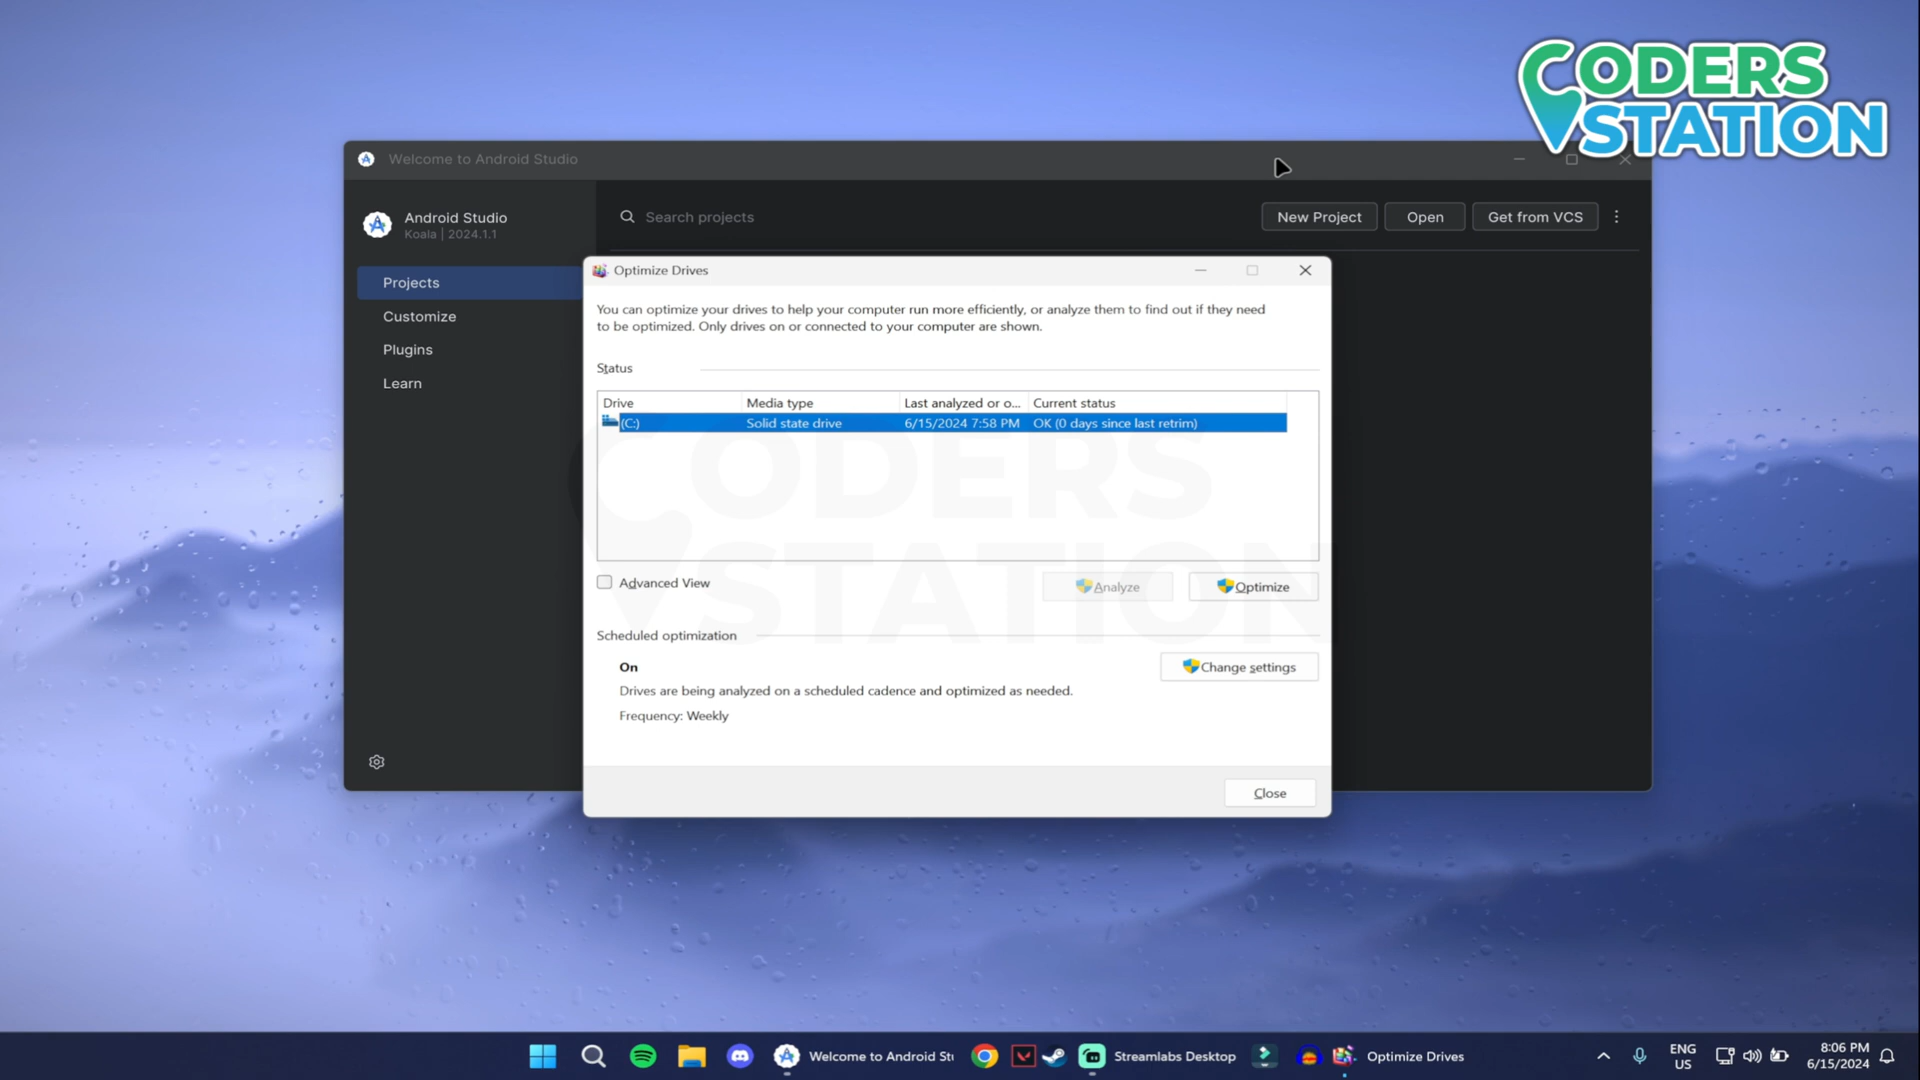 CODERS
STATION
Welcome to Android Studio
Android Studio
Koala | 2024.1.1
Search projects
New Project
Open
Get from VCS
Projects
Customize
Plugins
Learn
Optimize Drives
You can optimize your drives to help your computer run more efficiently, or analyze them to find out if they need
to be optimized. Only drives on or connected to your computer are shown.
Status
Drive Media type Last analyzed or o... Current status
(C:) Solid state drive 6/15/2024 7:58 PM OK (0 days since last retrim)
CODERS
STATION
Advanced View
Analyze
Optimize
Scheduled optimization
On
Change settings
Drives are being analyzed on a scheduled cadence and optimized as needed.
Frequency: Weekly
Close
Welcome to Android Stu
Streamlabs Desktop
Optimize Drives
ENG
US
8:06 PM
6/15/2024